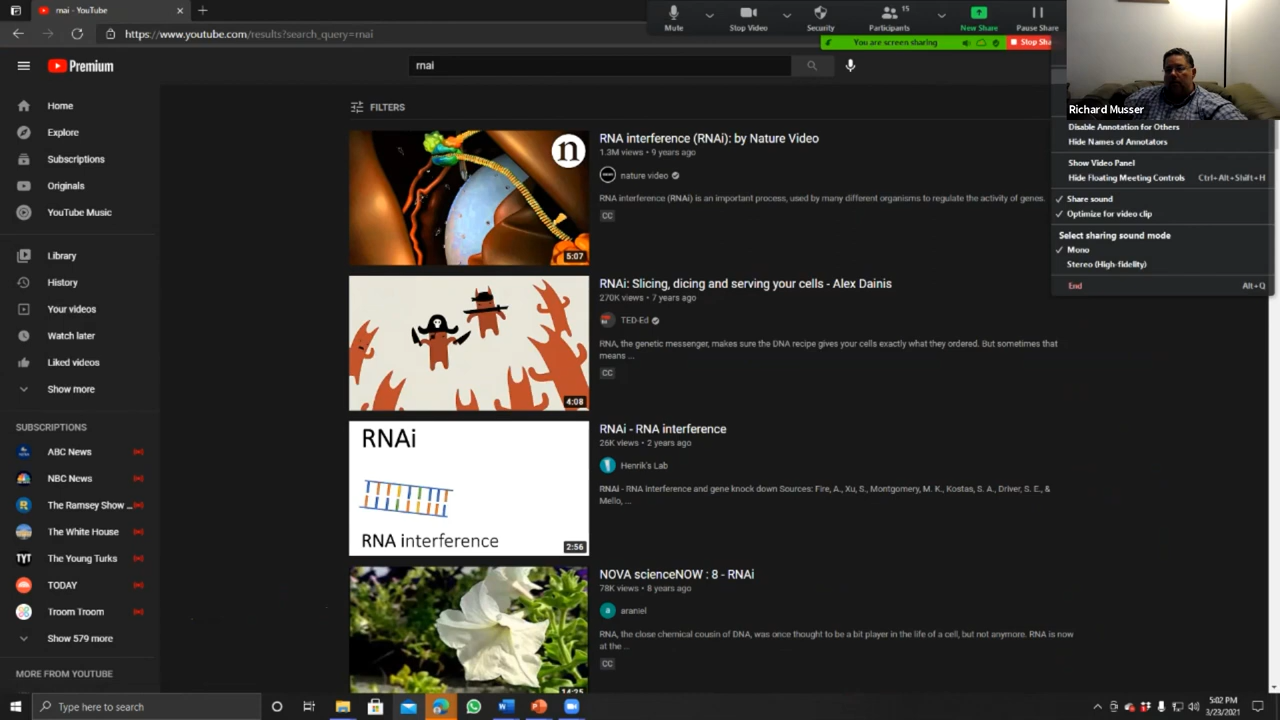 rnai - YouTube
Mute
Stop Video
Security
15
Participants
New Share
Pause Share
https://www.youtube.com/results?search_query=rnai
You are screen sharing
Stop Sha
Premium
rnai
Richard Musser
FILTERS
Home
Explore
Subscriptions
Originals
YouTube Music
Library
History
Your videos
Watch later
Liked videos
Show more
SUBSCRIPTIONS
ABC News
NBC News
The Ramsey Show ...
The White House
The Young Turks
TODAY
Troom Troom
Show 579 more
MORE FROM YOUTUBE
n
5:07
RNA interference (RNAi): by Nature Video
1.3M views • 9 years ago
nature video
RNA interference (RNAi) is an important process, used by many different organisms to regulate the activity of genes.
CC
4:08
RNAi: Slicing, dicing and serving your cells - Alex Dainis
270K views • 7 years ago
TED-Ed
RNA, the genetic messenger, makes sure the DNA recipe gives your cells exactly what they ordered. But sometimes that
means ...
CC
RNAi
RNA interference
2:56
RNAi - RNA interference
26K views • 2 years ago
Henrik's Lab
RNAi - RNA Interference and gene knock down Sources: Fire, A., Xu, S., Montgomery, M. K., Kostas, S. A., Driver, S. E., &
Mello, ...
14:25
NOVA scienceNOW : 8 - RNAi
78K views • 8 years ago
a araniel
RNA, the close chemical cousin of DNA, was once thought to be a bit player in the life of a cell, but not anymore. RNA is now
at the ...
CC
Disable Annotation for Others
Hide Names of Annotators
Show Video Panel
Hide Floating Meeting Controls Ctrl+Alt+Shift+H
Share sound
Optimize for video clip
Select sharing sound mode
Mono
Stereo (High-fidelity)
End Alt+Q
Type here to search
5:02 PM
3/23/2021